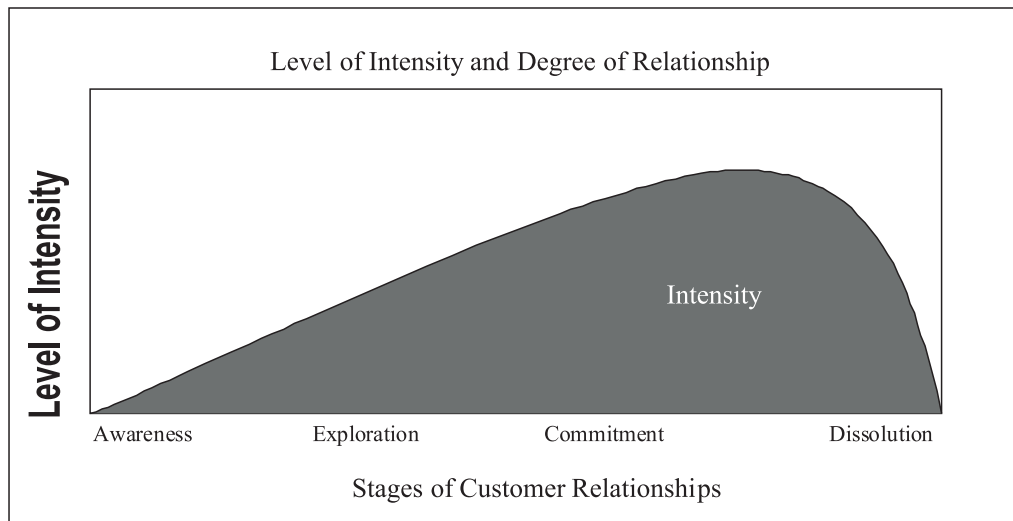 Level of Intensity and Degree of Relationship
Level of Intensity
Intensity
Awareness Exploration Commitment Dissolution
Stages of Customer Relationships